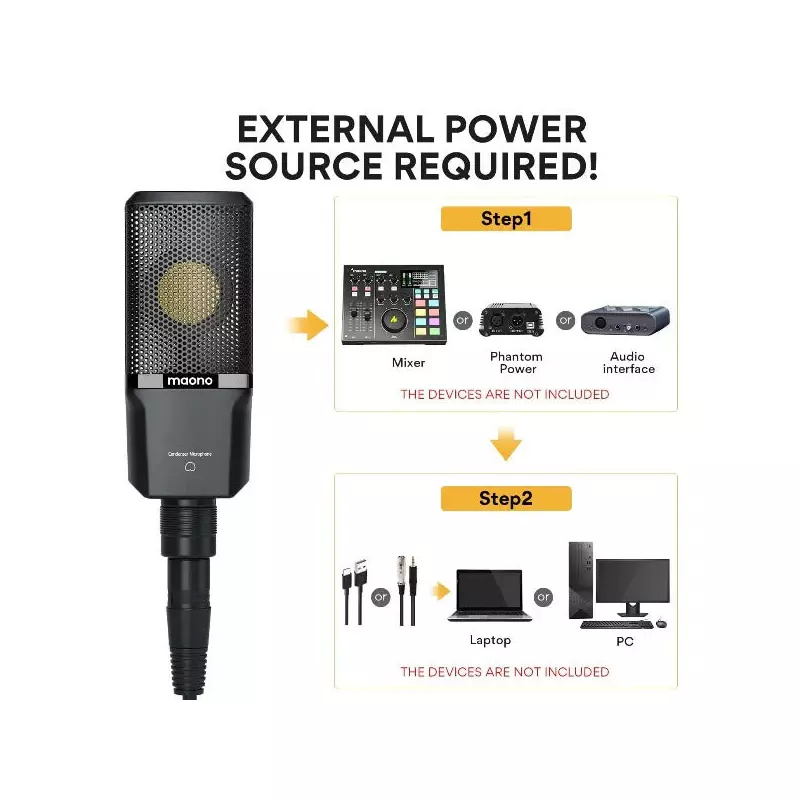 EXTERNAL POWER
SOURCE REQUIRED!
maono
Condenser Microphone
Step1
maono
or
or
Mixer
Phantom
Power
Audio
interface
THE DEVICES ARE NOT INCLUDED
Step2
or
or
Laptop
PC
THE DEVICES ARE NOT INCLUDED